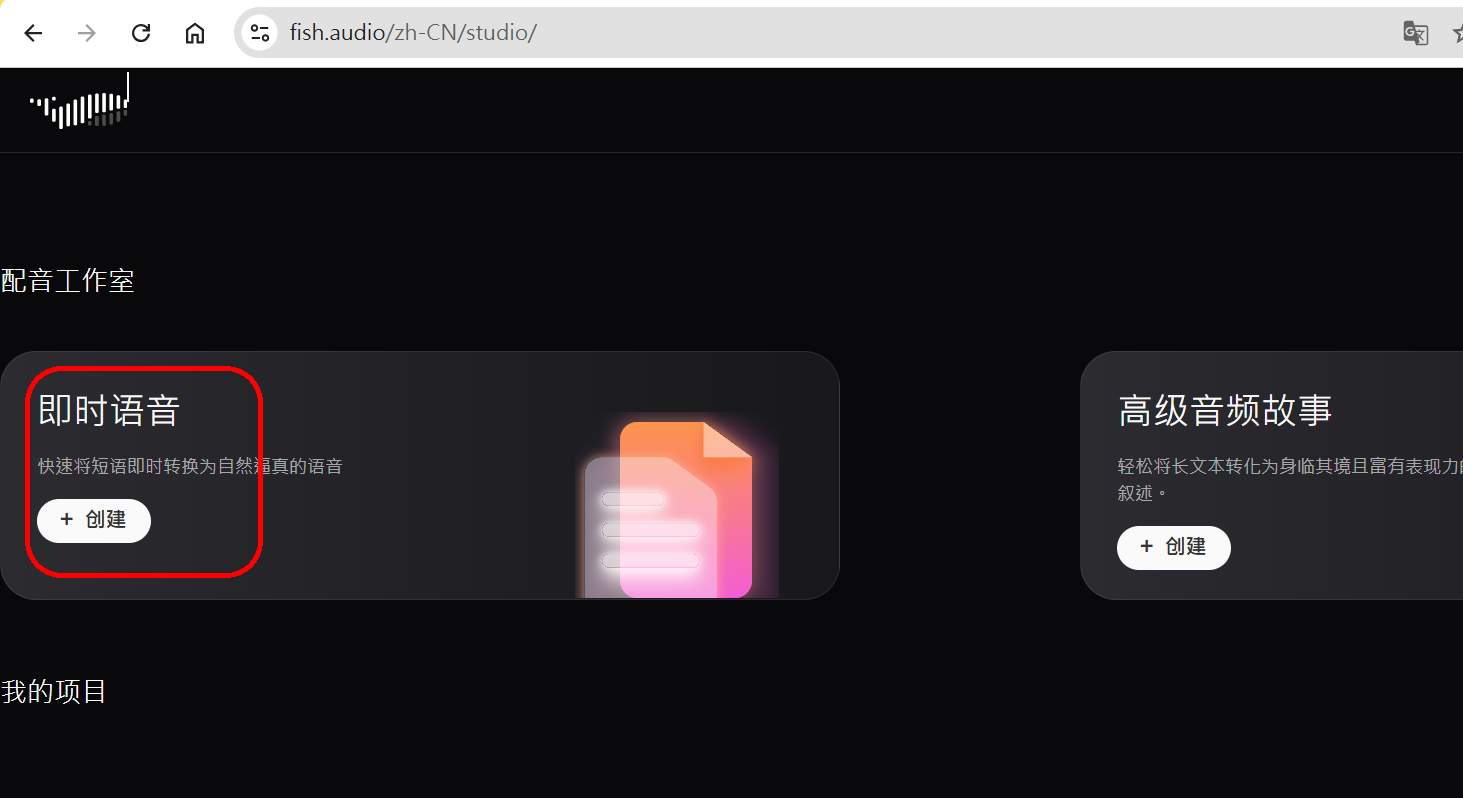 fish.audio/zh-CN/studio/
配音工作室
即时语音
快速将短语即时转换为自然逼真的语音
+ 创建
高级音频故事
轻松将长文本转化为身临其境且富有表现力
叙述。
+ 创建
我的项目